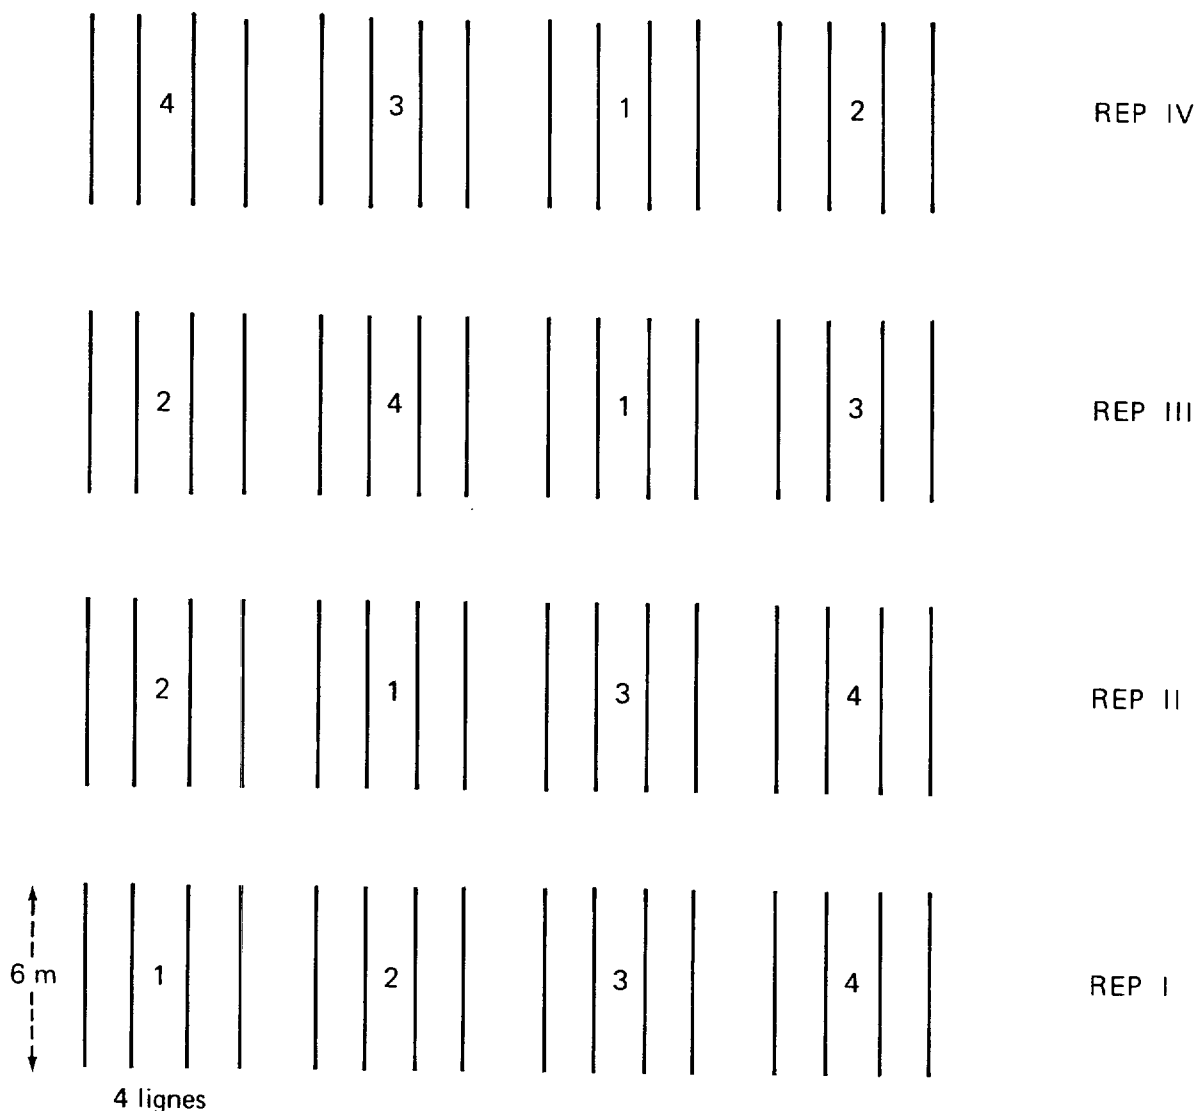 4 3 1 2 REP IV
2 4 1 3 REP III
2 1 3 4 REP II
6 m 1 2 3 4 REP I
4 lignes